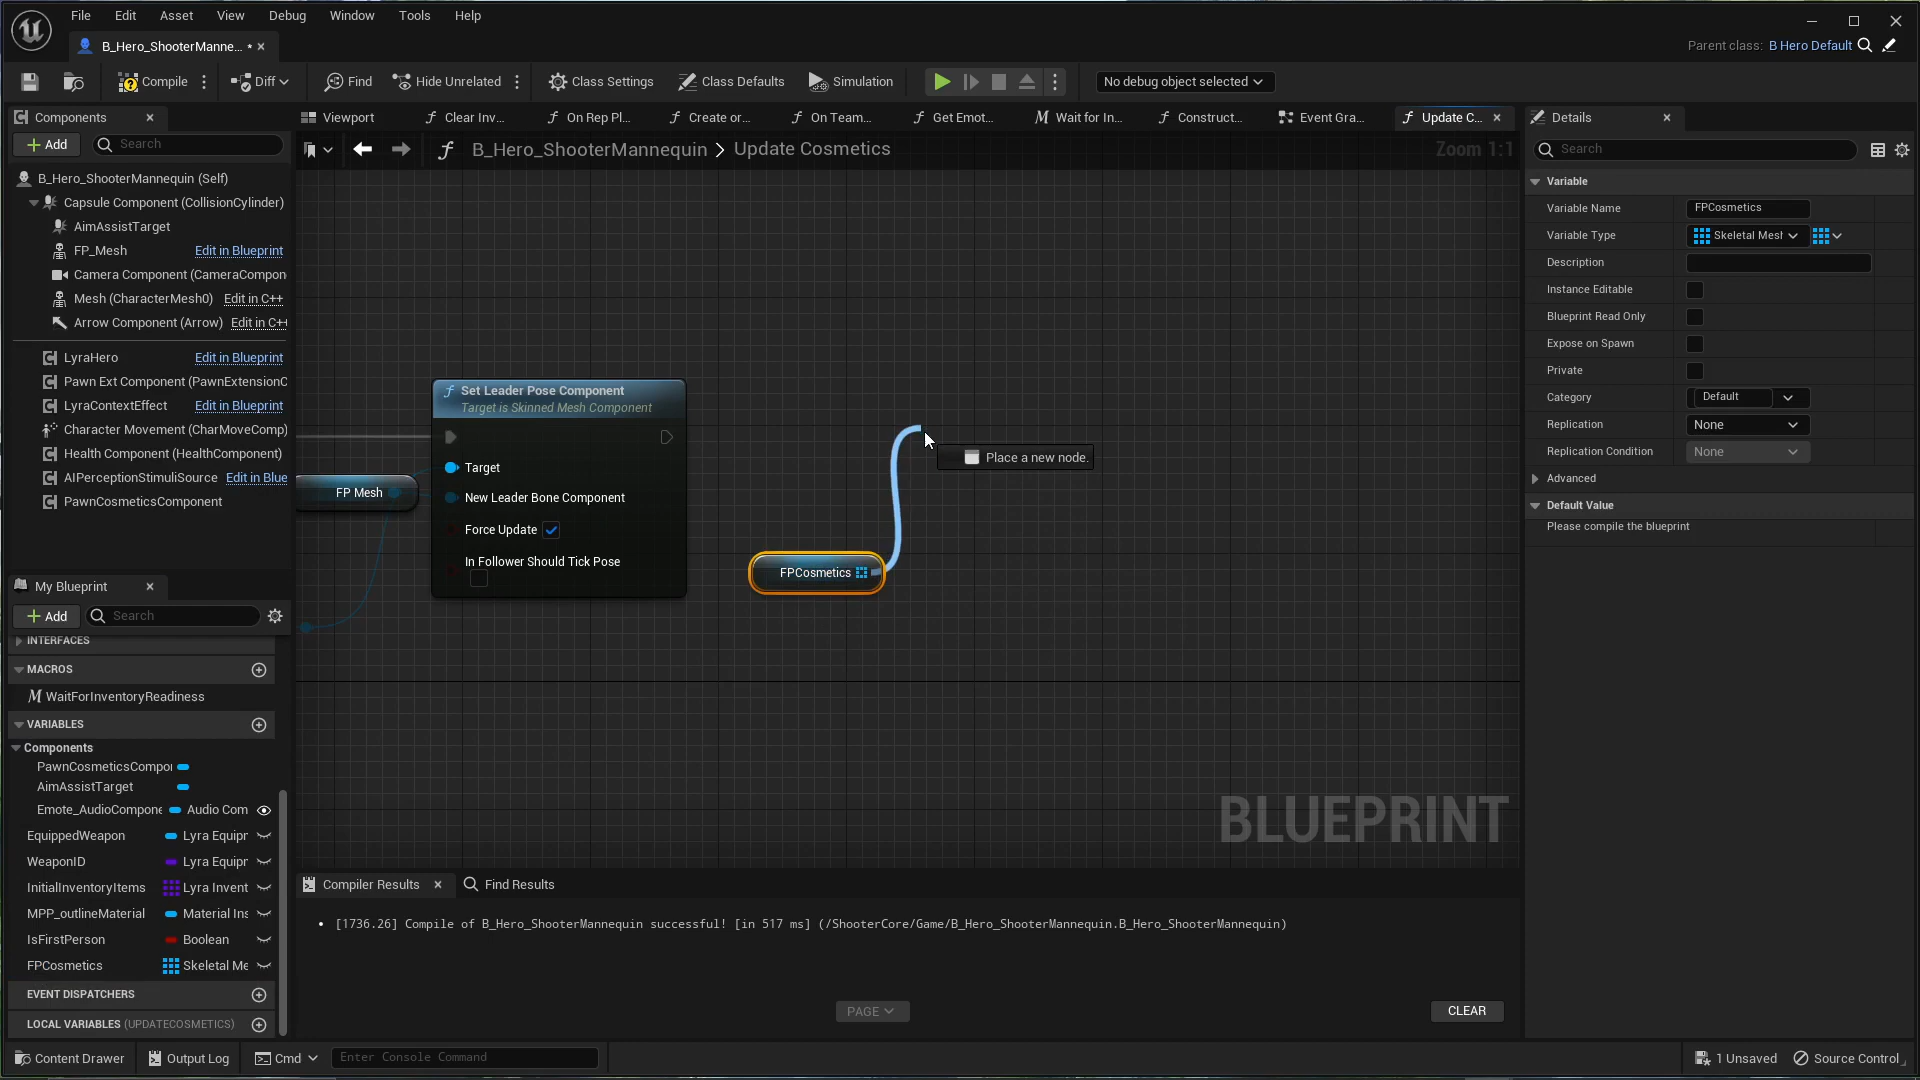 File Edit Asset View Debug Window Tools Help
B_Hero_ShooterManne... •
Parent class: B Hero Default
Compile Diff Find Hide Unrelated Class Settings Class Defaults Simulation No debug object selected
Components
Add Search
B_Hero_ShooterMannequin (Self)
Capsule Component (CollisionCylinder)
AimAssistTarget
FP_Mesh Edit in Blueprint
Camera Component (CameraCompon
Mesh (CharacterMesh0) Edit in C++
Arrow Component (Arrow) Edit in C++
LyraHero Edit in Blueprint
Pawn Ext Component (PawnExtensionC
LyraContextEffect Edit in Blueprint
Character Movement (CharMoveComp)
Health Component (HealthComponent)
AIPerceptionStimuliSource Edit in Blue
PawnCosmeticsComponent
My Blueprint
Add Search
INTERFACES
MACROS
WaitForInventoryReadiness
VARIABLES
Components
PawnCosmeticsCompor
AimAssistTarget
Emote_AudioCompone Audio Com
EquippedWeapon Lyra Equipr
WeaponID Lyra Equipr
InitialInventoryItems Lyra Invent
MPP_outlineMaterial Material Ins
IsFirstPerson Boolean
FPCosmetics Skeletal Me
EVENT DISPATCHERS
LOCAL VARIABLES (UPDATECOSMETICS)
Viewport Clear Inv... On Rep Pl... Create or... On Team... Get Emot... Wait for In... Construct... Event Gra... Update C...
B_Hero_ShooterMannequin > Update Cosmetics
Zoom 1:1
Set Leader Pose Component
Target is Skinned Mesh Component
Target
New Leader Bone Component
Force Update
In Follower Should Tick Pose
FP Mesh
FPCosmetics
Place a new node.
BLUEPRINT
Compiler Results Find Results
• [1736.26] Compile of B_Hero_ShooterMannequin successful! [in 517 ms] (/ShooterCore/Game/B_Hero_ShooterMannequin.B_Hero_ShooterMannequin)
PAGE
CLEAR
Details
Search
Variable
Variable Name FPCosmetics
Variable Type Skeletal Mesh
Description
Instance Editable
Blueprint Read Only
Expose on Spawn
Private
Category Default
Replication None
Replication Condition None
Advanced
Default Value
Please compile the blueprint
Content Drawer Output Log Cmd Enter Console Command
1 Unsaved Source Control